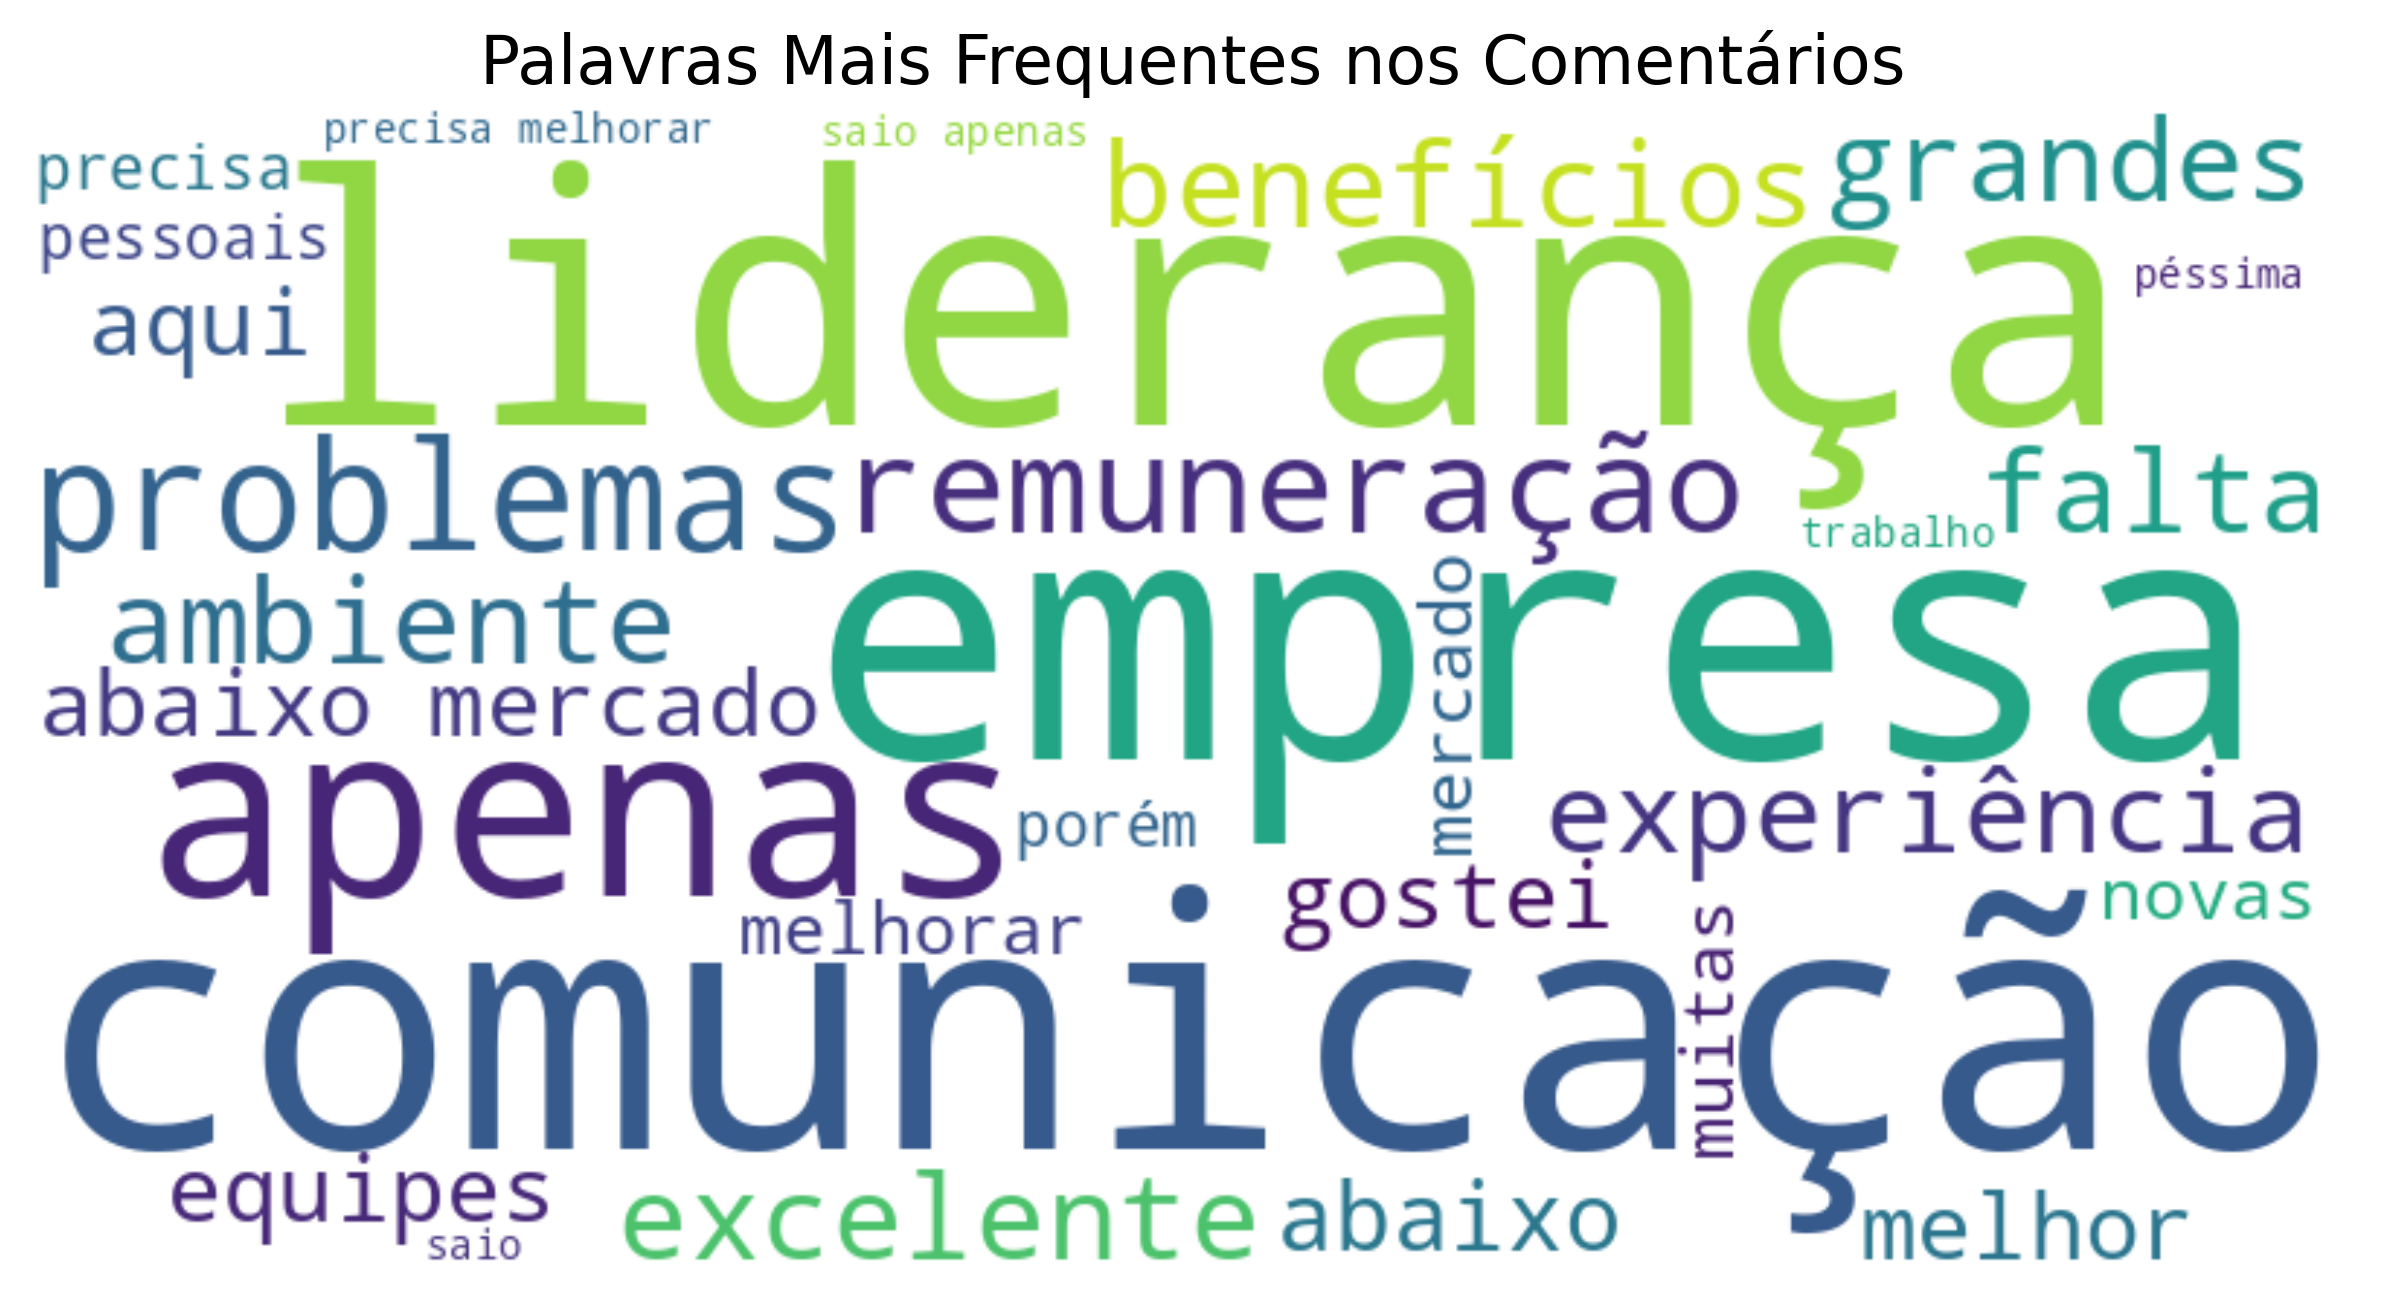 Palavras Mais Frequentes nos Comentários
precisa melhorar
saio apenas
precisa
benefícios
grandes
pessoais
liderança
péssima
aqui
problemas
remuneração
falta
trabalho
ambiente
empresa
mercado
abaixo mercado
apenas
porém
experiência
melhorar
gostei
novas
muitas
comunicação
equipes
excelente
abaixo
melhor
saio